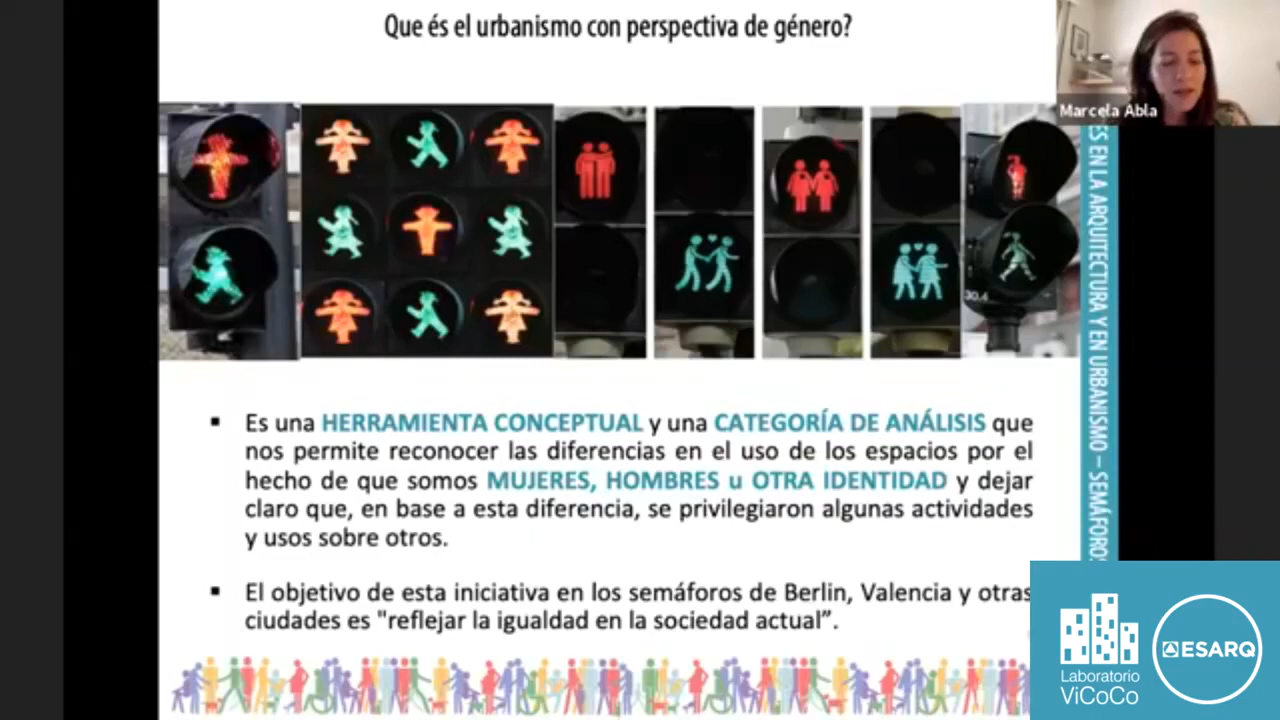 Que és el urbanismo con perspectiva de género?
Marcela Abla
30.4
ES EN LA ARQUITECTURA Y EN URBANISMO – SEMÁFOROS
▪ Es una HERRAMIENTA CONCEPTUAL y una CATEGORÍA DE ANÁLISIS que
nos permite reconocer las diferencias en el uso de los espacios por el
hecho de que somos MUJERES, HOMBRES u OTRA IDENTIDAD y dejar
claro que, en base a esta diferencia, se privilegiaron algunas actividades
y usos sobre otros.
▪ El objetivo de esta iniciativa en los semáforos de Berlin, Valencia y otras
ciudades es "reflejar la igualdad en la sociedad actual”.
Laboratorio
ViCoCo
ESARQ